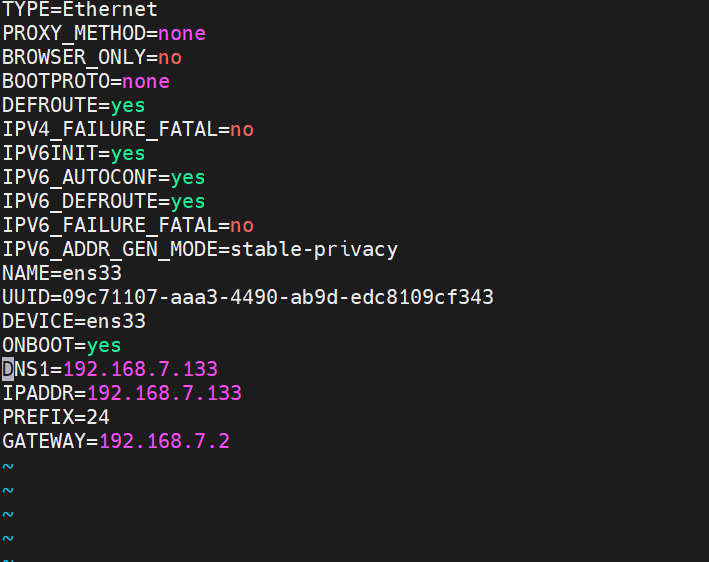 TYPE=Ethernet
PROXY_METHOD=none
BROWSER_ONLY=no
BOOTPROTO=none
DEFROUTE=yes
IPV4_FAILURE_FATAL=no
IPV6INIT=yes
IPV6_AUTOCONF=yes
IPV6_DEFROUTE=yes
IPV6_FAILURE_FATAL=no
IPV6_ADDR_GEN_MODE=stable-privacy
NAME=ens33
UUID=09c71107-aaa3-4490-ab9d-edc8109cf343
DEVICE=ens33
ONBOOT=yes
DNS1=192.168.7.133
IPADDR=192.168.7.133
PREFIX=24
GATEWAY=192.168.7.2
~
~
~
~
~